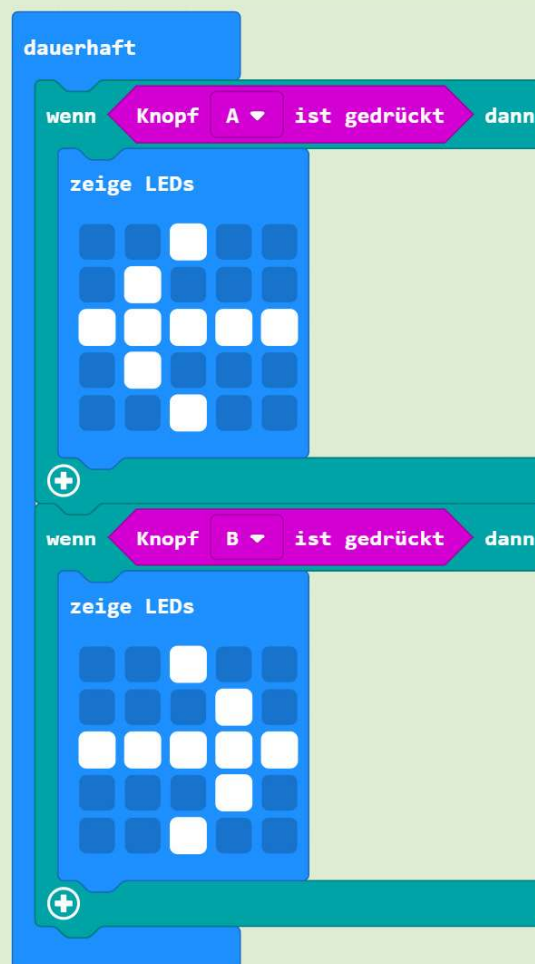 dauerhaft
wenn Knopf A ist gedrückt dann
zeige LEDs
wenn Knopf B ist gedrückt dann
zeige LEDs